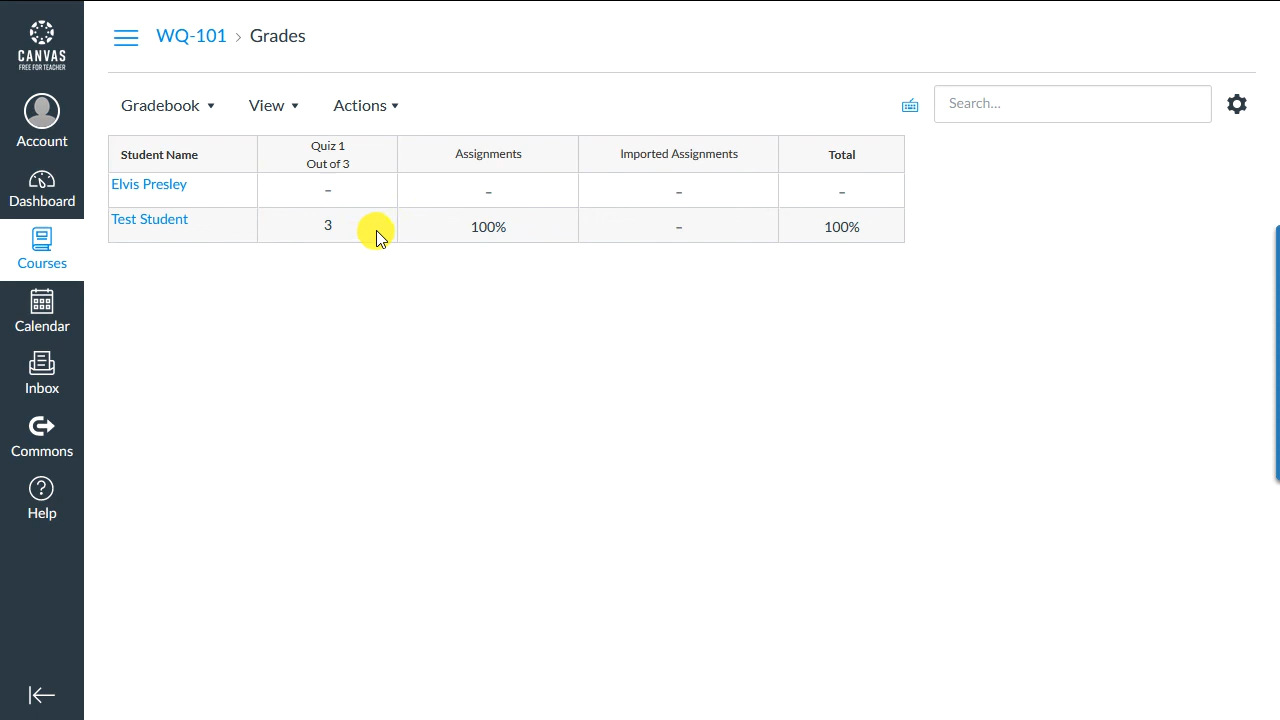 CANVAS
FREE FOR TEACHER
Account
Dashboard
Courses
Calendar
Inbox
Commons
Help
WQ-101 › Grades
Gradebook View Actions
Search...
Student Name Quiz 1 Out of 3 Assignments Imported Assignments Total
Elvis Presley – – – –
Test Student 3 100% – 100%